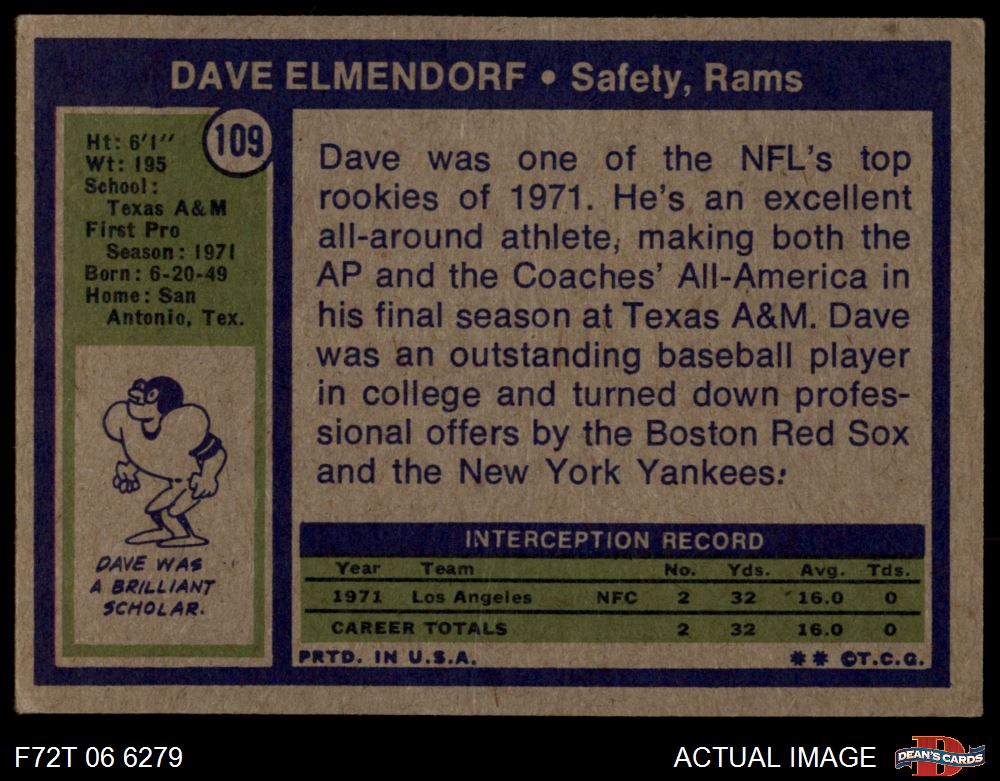 DAVE ELMENDORF • Safety, Rams
109
Ht: 6'1"
Wt: 195
School:
Texas A&M
First Pro
Season: 1971
Born: 6-20-49
Home: San
Antonio, Tex.
DAVE WAS
A BRILLIANT
SCHOLAR.
Dave was one of the NFL's top
rookies of 1971. He's an excellent
all-around athlete, making both the
AP and the Coaches' All-America in
his final season at Texas A&M. Dave
was an outstanding baseball player
in college and turned down profes-
sional offers by the Boston Red Sox
and the New York Yankees.
INTERCEPTION RECORD
Year Team No. Yds. Avg. Tds.
1971 Los Angeles NFC 2 32 16.0 0
CAREER TOTALS 2 32 16.0 0
PRTD. IN U.S.A. ** ©T.C.G.
F72T 06 6279 ACTUAL IMAGE D DEAN'S CARDS